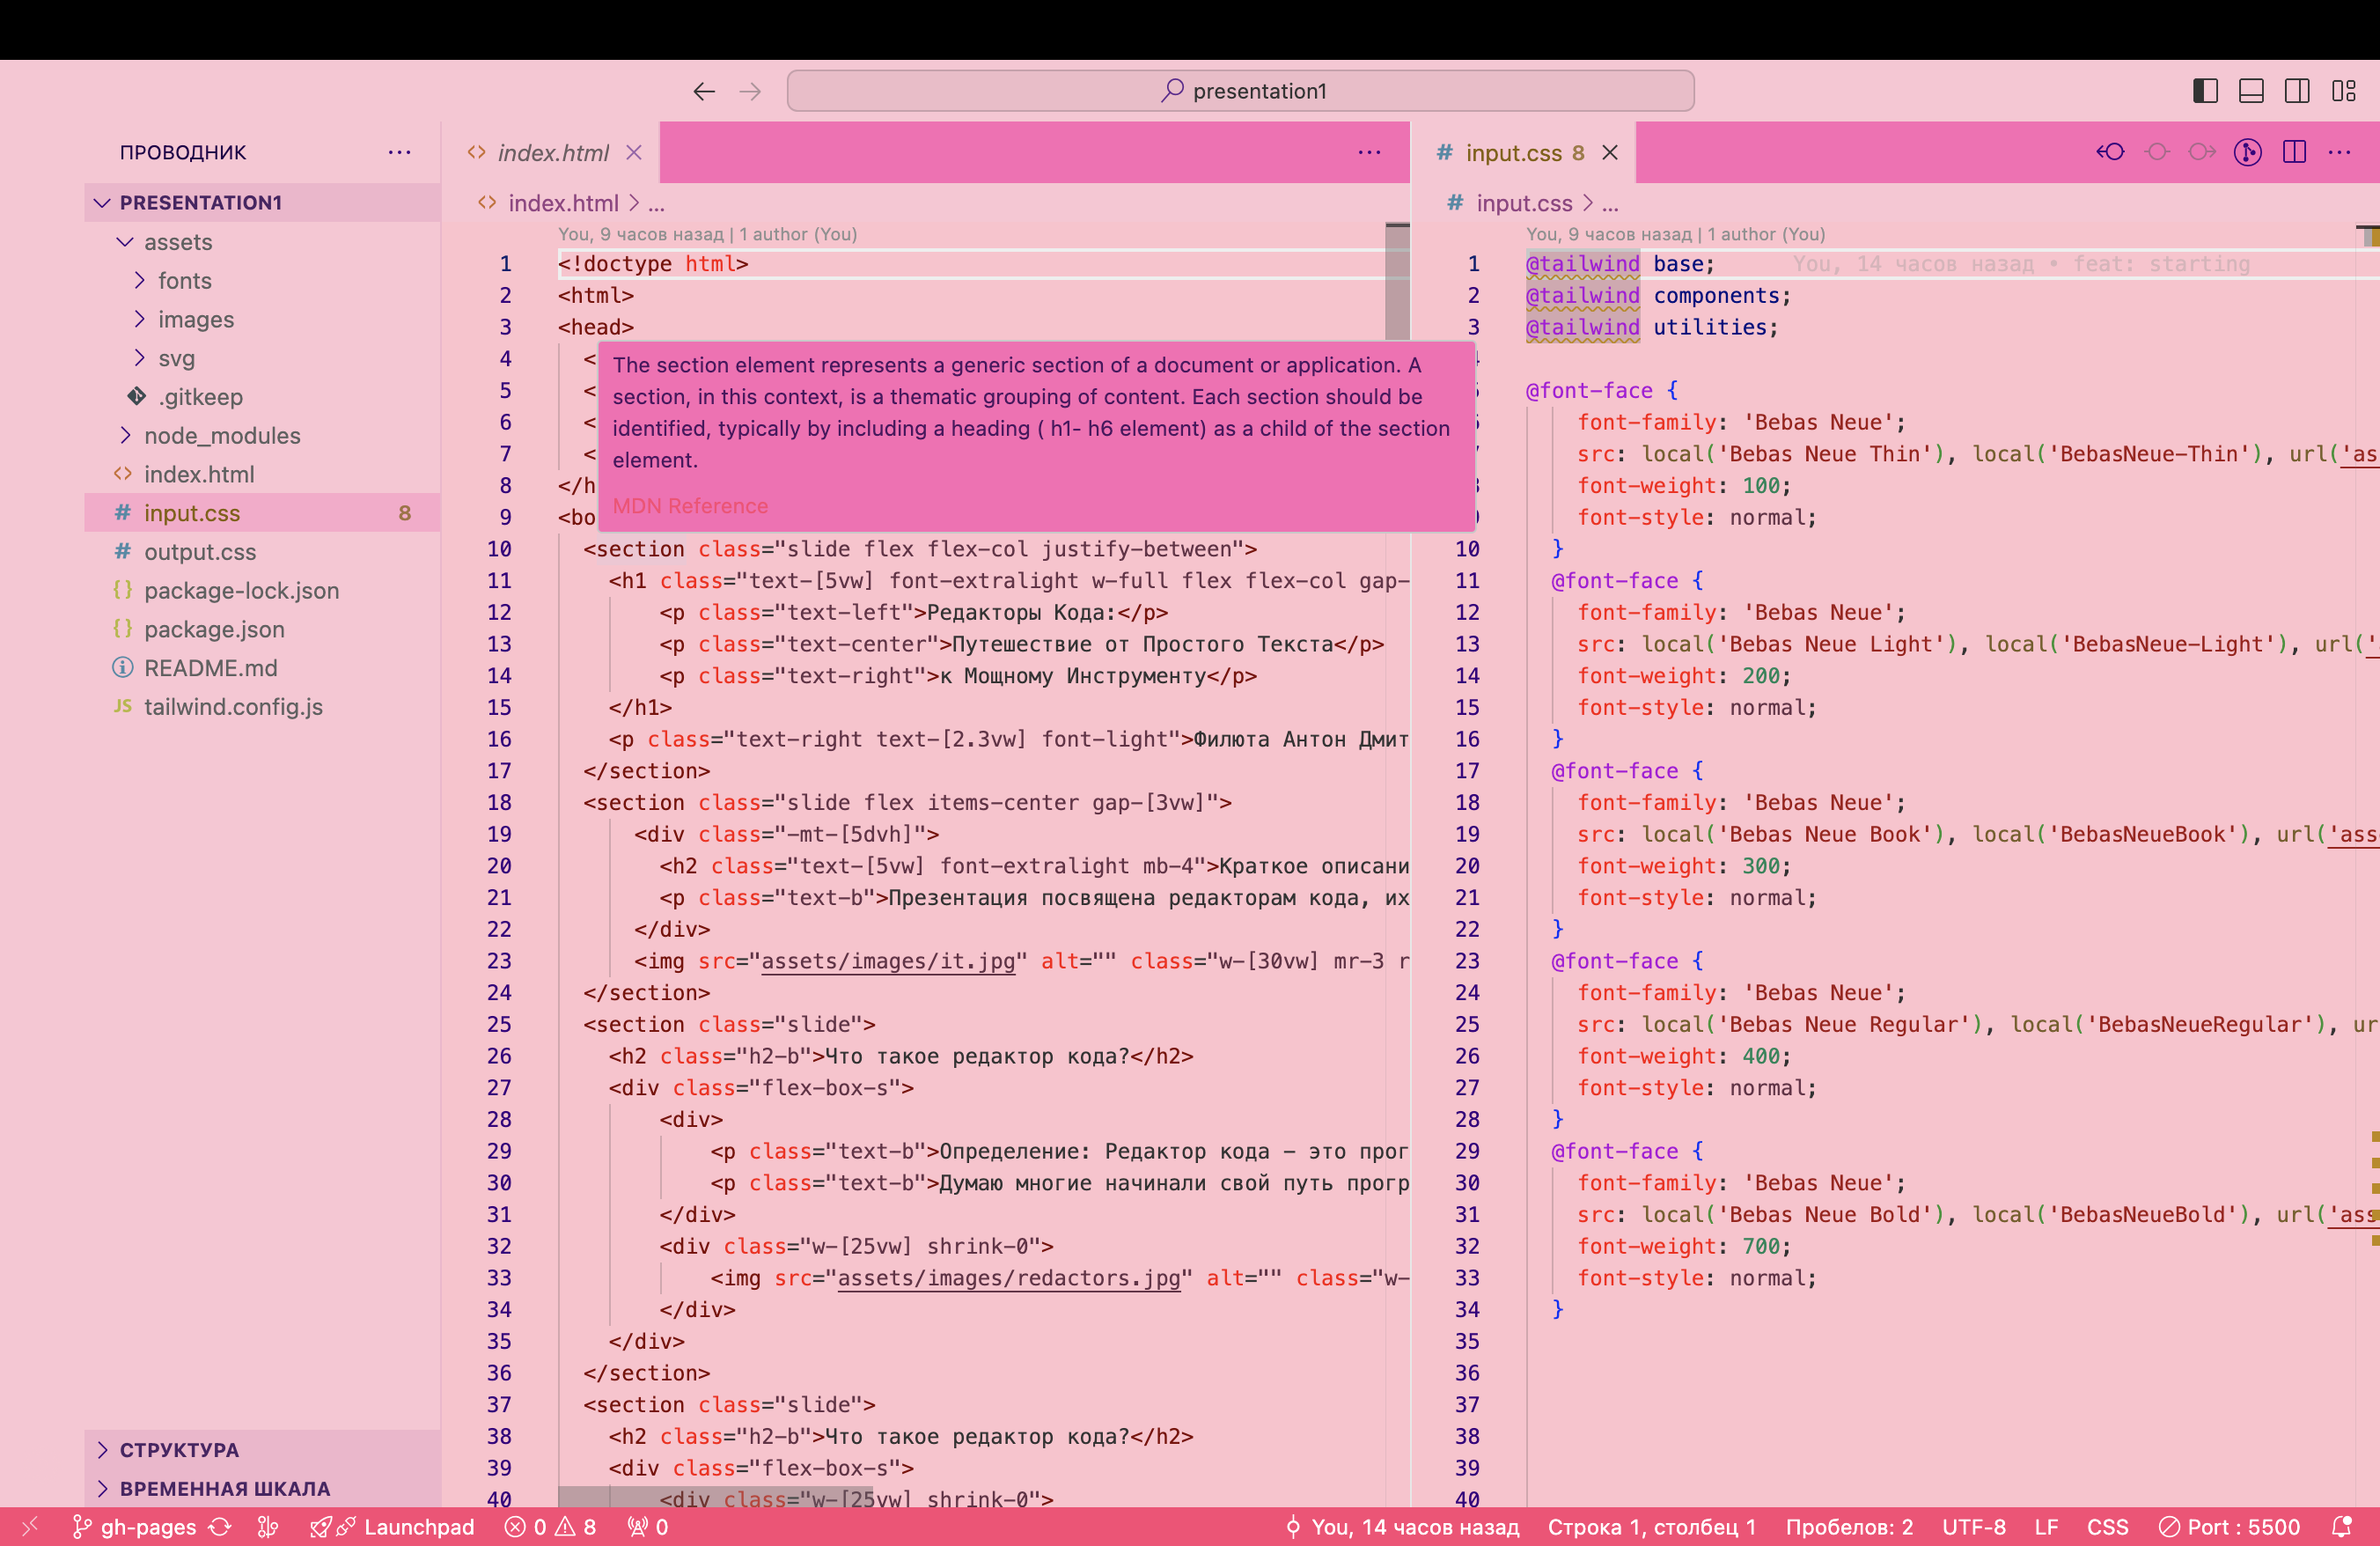 presentation1
ПРОВОДНИК
PRESENTATION1
assets
fonts
images
svg
.gitkeep
node_modules
index.html
input.css 8
output.css
package-lock.json
package.json
README.md
tailwind.config.js
СТРУКТУРА
ВРЕМЕННАЯ ШКАЛА
index.html
index.html > ...
You, 9 часов назад | 1 author (You)
1 <!doctype html>
2 <html>
3 <head>
4 <
5 <
6 <
7 <
8 </h
9 <bo
The section element represents a generic section of a document or application. A
section, in this context, is a thematic grouping of content. Each section should be
identified, typically by including a heading ( h1- h6 element) as a child of the section
element.
MDN Reference
10 <section class="slide flex flex-col justify-between">
11 <h1 class="text-[5vw] font-extralight w-full flex flex-col gap-
12 <p class="text-left">Редакторы Кода:</p>
13 <p class="text-center">Путешествие от Простого Текста</p>
14 <p class="text-right">к Мощному Инструменту</p>
15 </h1>
16 <p class="text-right text-[2.3vw] font-light">Филюта Антон Дмит
17 </section>
18 <section class="slide flex items-center gap-[3vw]">
19 <div class="-mt-[5dvh]">
20 <h2 class="text-[5vw] font-extralight mb-4">Краткое описани
21 <p class="text-b">Презентация посвящена редакторам кода, их
22 </div>
23 <img src="assets/images/it.jpg" alt="" class="w-[30vw] mr-3 r
24 </section>
25 <section class="slide">
26 <h2 class="h2-b">Что такое редактор кода?</h2>
27 <div class="flex-box-s">
28 <div>
29 <p class="text-b">Определение: Редактор кода – это прог
30 <p class="text-b">Думаю многие начинали свой путь прогр
31 </div>
32 <div class="w-[25vw] shrink-0">
33 <img src="assets/images/redactors.jpg" alt="" class="w-
34 </div>
35 </div>
36 </section>
37 <section class="slide">
38 <h2 class="h2-b">Что такое редактор кода?</h2>
39 <div class="flex-box-s">
40 <div class="w-[25vw] shrink-0">
input.css 8
input.css > ...
You, 9 часов назад | 1 author (You)
1 @tailwind base; You, 14 часов назад • feat: starting
2 @tailwind components;
3 @tailwind utilities;
@font-face {
font-family: 'Bebas Neue';
src: local('Bebas Neue Thin'), local('BebasNeue-Thin'), url('as
font-weight: 100;
font-style: normal;
10 }
11 @font-face {
12 font-family: 'Bebas Neue';
13 src: local('Bebas Neue Light'), local('BebasNeue-Light'), url('
14 font-weight: 200;
15 font-style: normal;
16 }
17 @font-face {
18 font-family: 'Bebas Neue';
19 src: local('Bebas Neue Book'), local('BebasNeueBook'), url('ass
20 font-weight: 300;
21 font-style: normal;
22 }
23 @font-face {
24 font-family: 'Bebas Neue';
25 src: local('Bebas Neue Regular'), local('BebasNeueRegular'), ur
26 font-weight: 400;
27 font-style: normal;
28 }
29 @font-face {
30 font-family: 'Bebas Neue';
31 src: local('Bebas Neue Bold'), local('BebasNeueBold'), url('ass
32 font-weight: 700;
33 font-style: normal;
34 }
35
36
37
38
39
40
gh-pages Launchpad 0 8 0 You, 14 часов назад Строка 1, столбец 1 Пробелов: 2 UTF-8 LF CSS Port : 5500